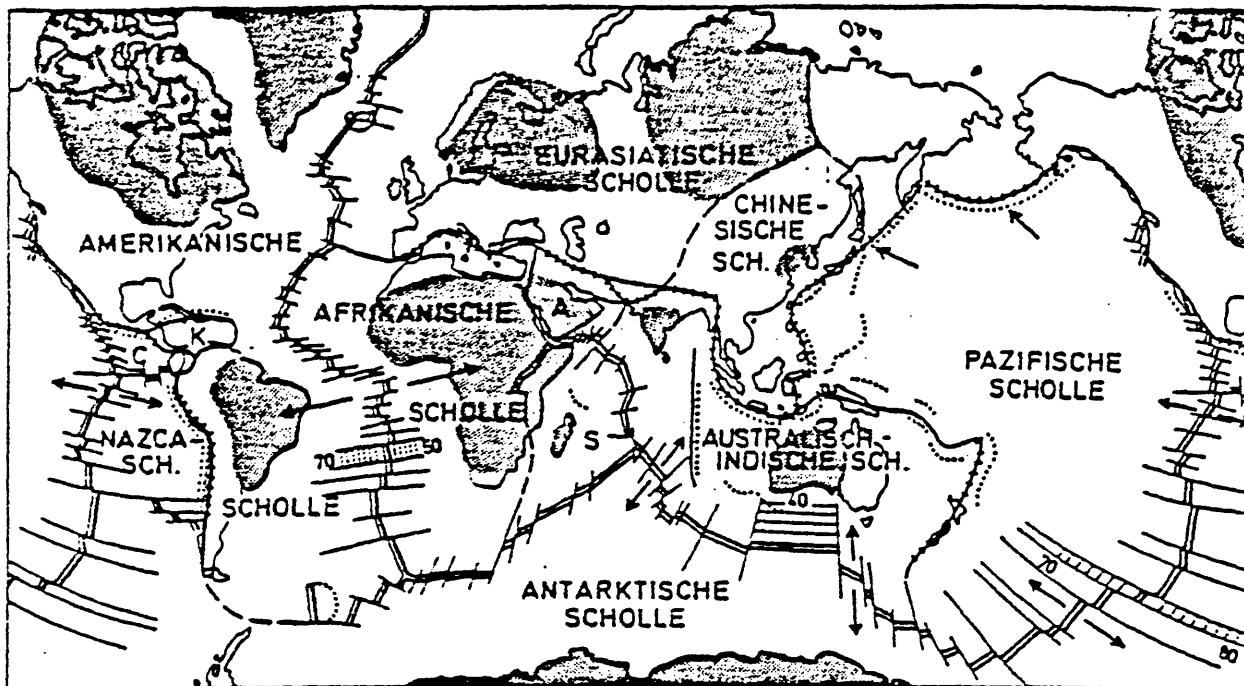 EURASIATISCHE
SCHOLLE
CHINE-
SISCHE
SCH.
AMERIKANISCHE
AFRIKANISCHE
A
K
C
PAZIFISCHE
SCHOLLE
SCHOLLE
NAZCA-
SCH.
S
AUSTRALISCH-
INDISCHE SCH.
70
50
SCHOLLE
40
ANTARKTISCHE
SCHOLLE
70
80